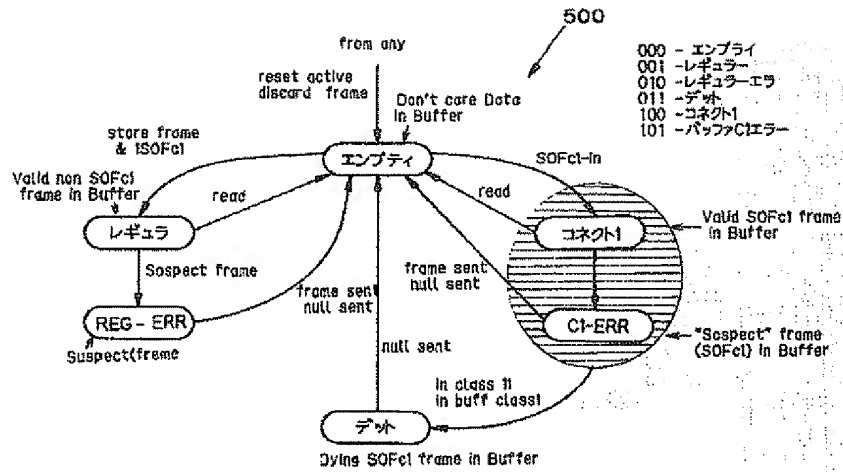 500
from any
000 - エンプライ
001 - レギュラー
010 - レギュラーエラ
011 - デット
100 - コネクト1
101 - バッファC1エラー
reset active
discard frame
Don't care Data
in Buffer
store frame
& !SOFc1
エンプティ
SOFc1-in
Valid non SOFc1
frame in Buffer
read
read
Valid SOFc1 frame
in Buffer
レギュラ
コネクト1
Sospect frame
frame sent
null sent
frame sent
null sent
REG - ERR
C1-ERR
Suspect(freme
"Sospect" frame
(SOFc1) in Buffer
null sent
in class 11
in buff class1
デット
Dying SOFc1 frame in Buffer